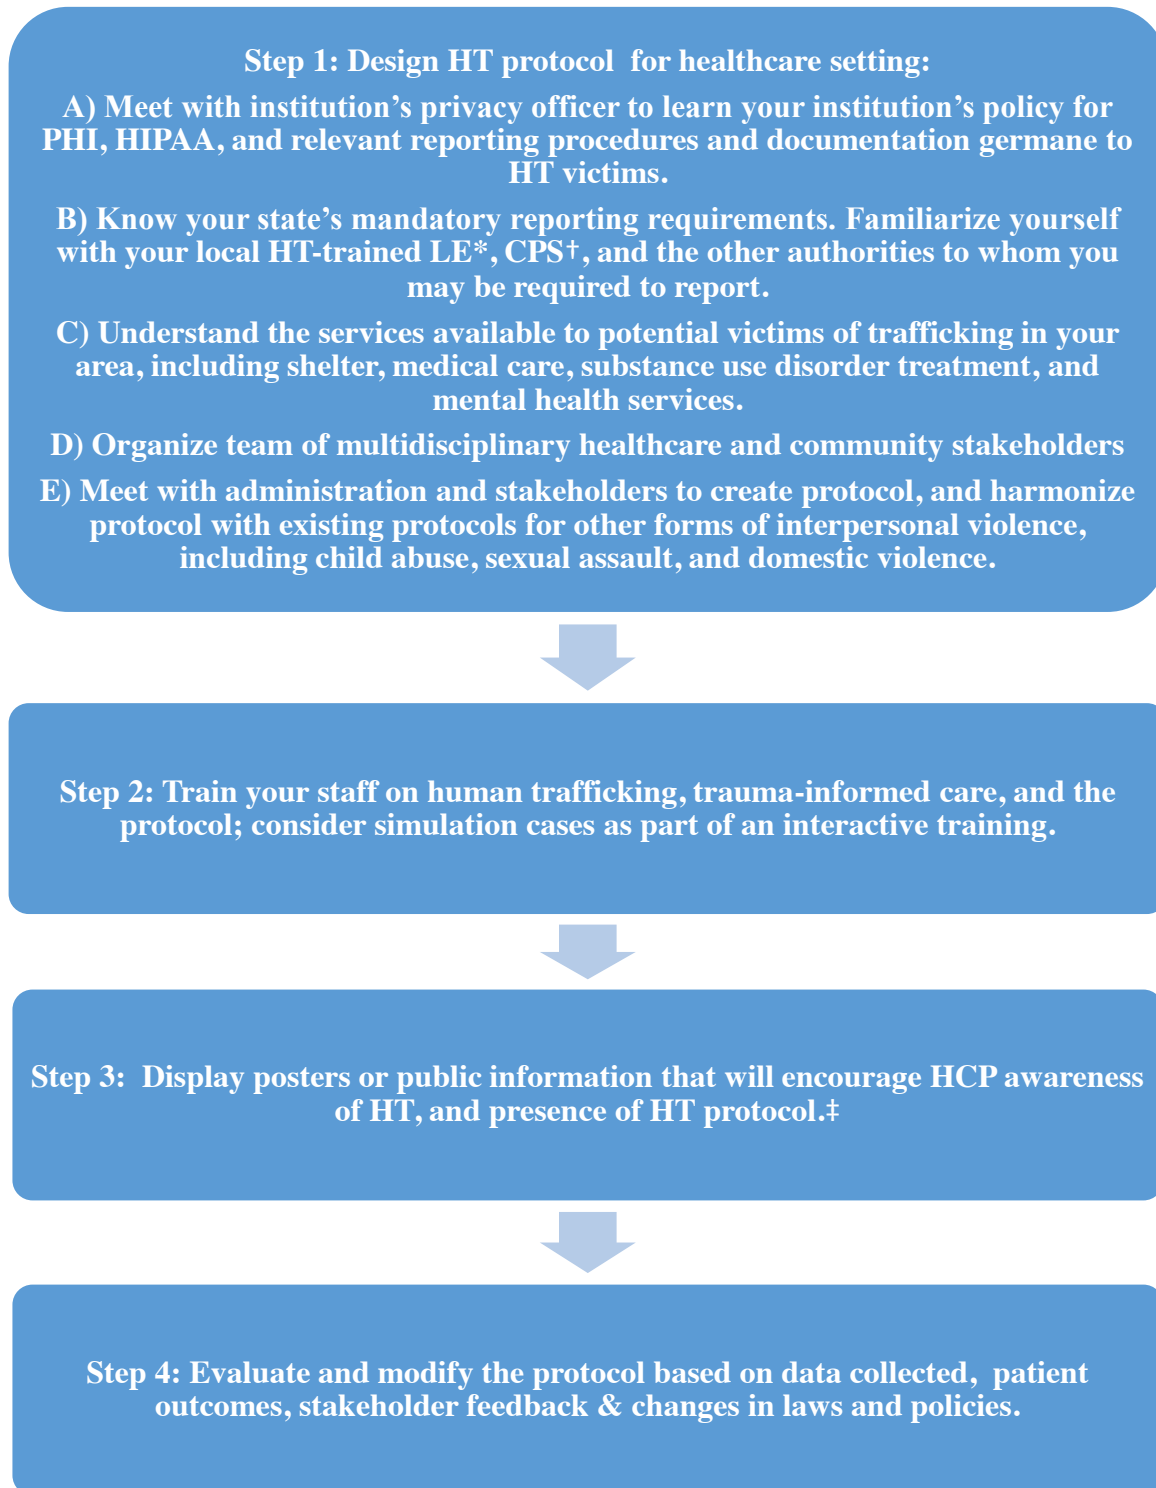 Step 1: Design HT protocol  for healthcare setting:
A) Meet with institution’s privacy officer to learn your institution’s policy for
PHI, HIPAA, and relevant reporting procedures and documentation germane to
HT victims.
B) Know your state’s mandatory reporting requirements. Familiarize yourself
with your local HT-trained LE*, CPS†, and the other authorities to whom you
may be required to report.
C) Understand the services available to potential victims of trafficking in your
area, including shelter, medical care, substance use disorder treatment, and
mental health services.
D) Organize team of multidisciplinary healthcare and community stakeholders
E) Meet with administration and stakeholders to create protocol, and harmonize
protocol with existing protocols for other forms of interpersonal violence,
including child abuse, sexual assault, and domestic violence.
Step 2: Train your staff on human trafficking, trauma-informed care, and the
protocol; consider simulation cases as part of an interactive training.
Step 3:  Display posters or public information that will encourage HCP awareness
of HT, and presence of HT protocol.‡
Step 4: Evaluate and modify the protocol based on data collected,  patient
outcomes, stakeholder feedback & changes in laws and policies.